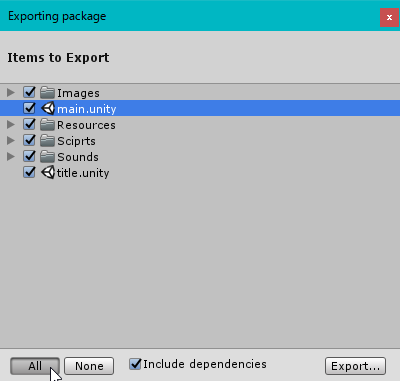 Exporting package
x
Items to Export
Images
main.unity
Resources
Sciprts
Sounds
title.unity
All None Include dependencies Export...